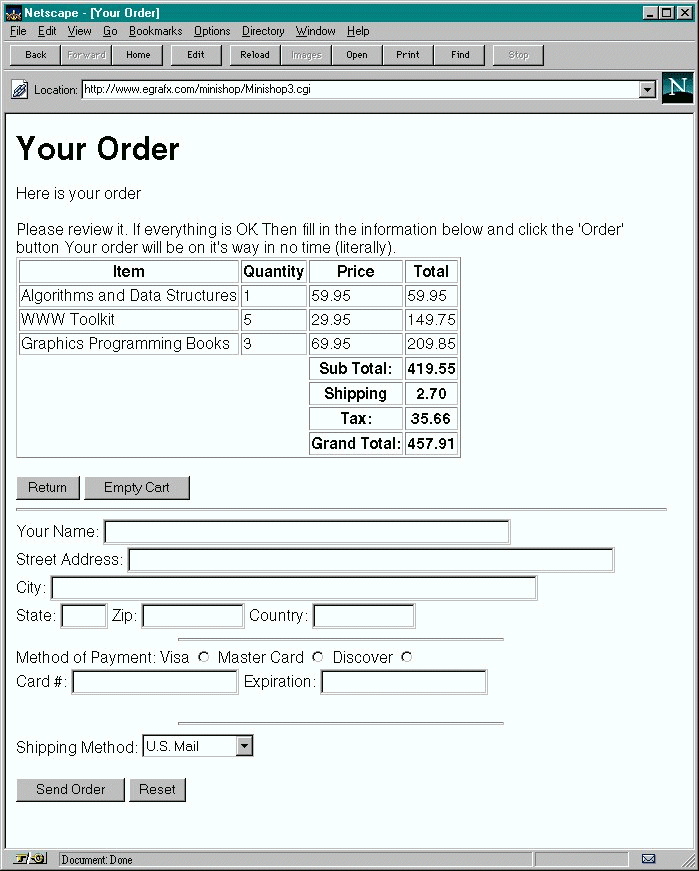 Netscape - [Your Order]
File Edit View Go Bookmarks Options Directory Window Help
Back Forward Home Edit Reload Images Open Print Find Stop
Location: http://www.egrafx.com/minishop/Minishop3.cgi
N
Your Order
Here is your order
Please review it. If everything is OK Then fill in the information below and click the 'Order'
button Your order will be on it's way in no time (literally).
Item Quantity Price Total
Algorithms and Data Structures 1 59.95 59.95
WWW Toolkit 5 29.95 149.75
Graphics Programming Books 3 69.95 209.85
Sub Total: 419.55
Shipping 2.70
Tax: 35.66
Grand Total: 457.91
Return Empty Cart
Your Name:
Street Address:
City:
State: Zip: Country:
Method of Payment: Visa Master Card Discover
Card #: Expiration:
Shipping Method: U.S. Mail
Send Order Reset
Document: Done